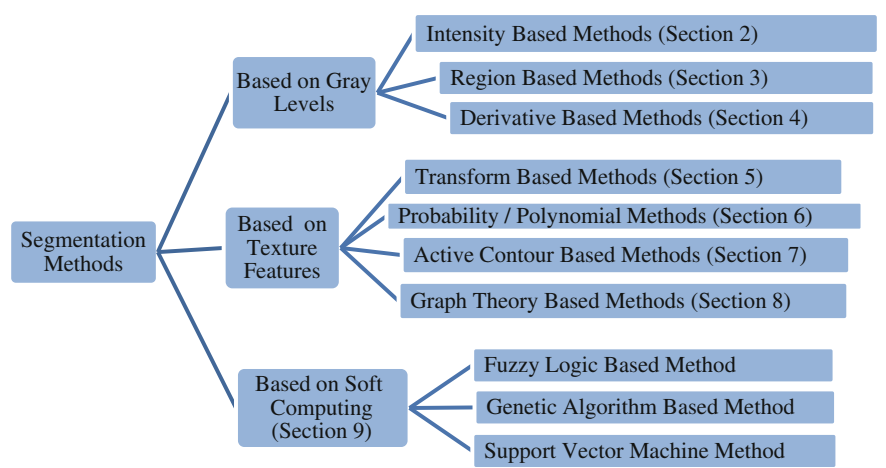 Segmentation
Methods
Based on Gray
Levels
Intensity Based Methods (Section 2)
Region Based Methods (Section 3)
Derivative Based Methods (Section 4)
Based on
Texture
Features
Transform Based Methods (Section 5)
Probability / Polynomial Methods (Section 6)
Active Contour Based Methods (Section 7)
Graph Theory Based Methods (Section 8)
Based on Soft
Computing
(Section 9)
Fuzzy Logic Based Method
Genetic Algorithm Based Method
Support Vector Machine Method